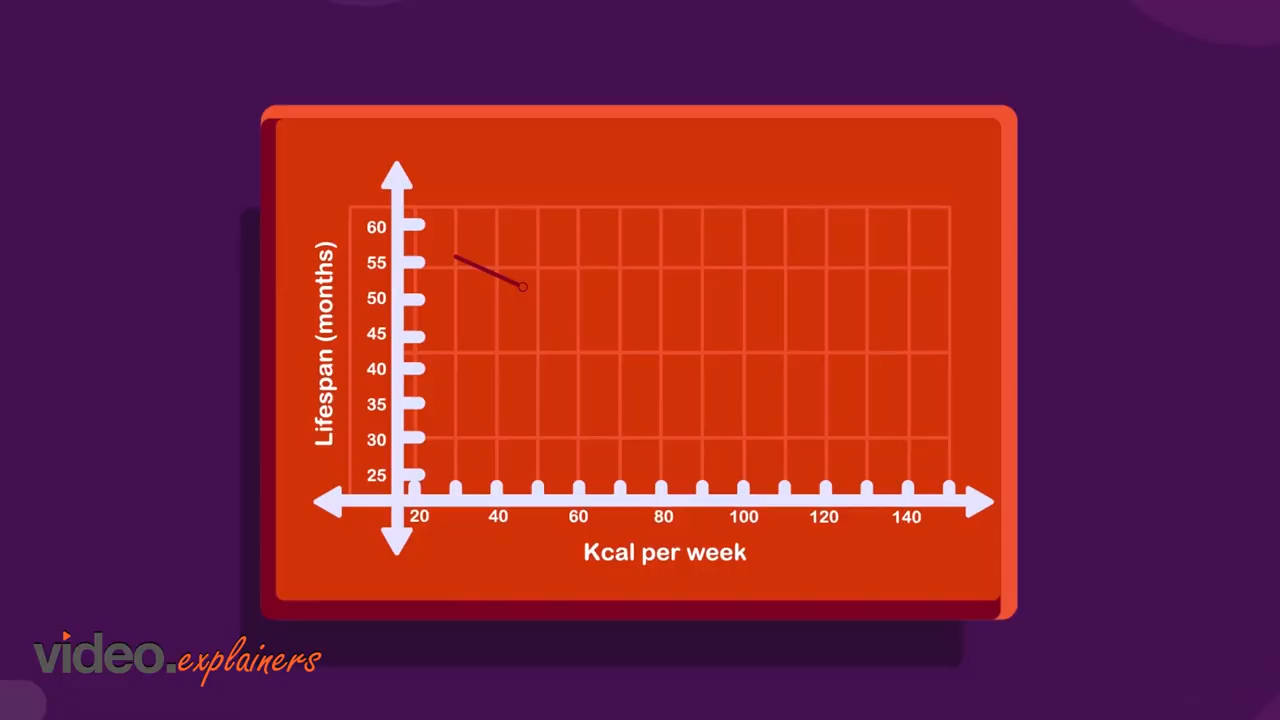 Lifespan (months)
60
55
50
45
40
35
30
25
20 40 60 80 100 120 140
Kcal per week
video.explainers